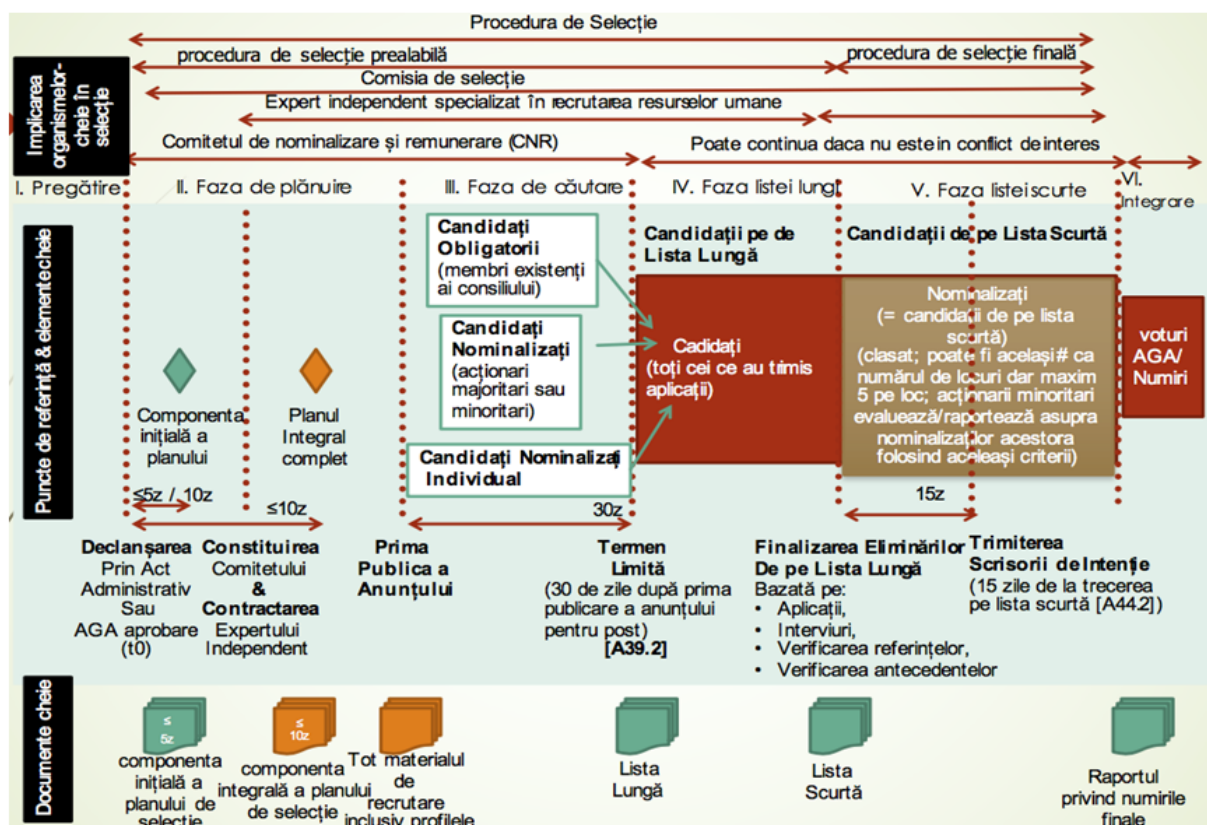 Procedura de Selecție
procedura de selecție prealabilă
procedura de selecție finală
Comisia de selecție
Expert independent specializat în recrutarea resurselor umane
Comitetul de nominalizare și remunerare (CNR)
Poate continua daca nu este in conflict de interes
Implicarea
organismelor-
cheie în
selecție
I. Pregătire
II. Faza de plănuire
III. Faza de căutare
IV. Faza listei lungi
V. Faza listei scurte
VI.
Integrare
Puncte de referință & elemente cheie
Candidați
Obligatorii
(membri existenți
ai consiliului)
Candidați
Nominalizați
(acționari
majoritari sau
minoritari)
Candidați Nominalizați
Individual
Candidații pe de
Lista Lungă
Cadidați
(toți cei ce au trimis
aplicații)
Candidații de pe Lista Scurtă
Nominalizați
(= candidații de pe lista
scurtă)
(clasat; poate fi același # ca
numărul de locuri dar maxim
5 pe loc; acționarii minoritari
evaluează/raportează asupra
nominalizaților acestora
folosind aceleași criterii)
voturi
AGA/
Numiri
Componenta
inițială a
planului
Planul
Integral
complet
≤5z / 10z
≤10z
30z
15z
Declanșarea
Prin Act
Administrativ
Sau
AGA aprobare
(t0)
Constituirea
Comitetului
&
Contractarea
Expertului
Independent
Prima
Publica a
Anunțului
Termen
Limită
(30 de zile după prima
publicare a anunțului
pentru post)
[A39.2]
Finalizarea Eliminărilor
De pe Lista Lungă
Bazată pe:
• Aplicații,
• Interviuri,
• Verificarea referințelor,
• Verificarea antecedentelor
Trimiterea
Scrisorii de Intenție
(15 zile de la trecerea
pe lista scurtă [A44.2])
Documente cheie
≤
5z
componenta
inițială a
planului de
selecție
≤
10z
componenta
integrală a planului
de selecție
Tot materialul
de
recrutare
inclusiv profilele
Lista
Lungă
Lista
Scurtă
Raportul
privind numirile
finale